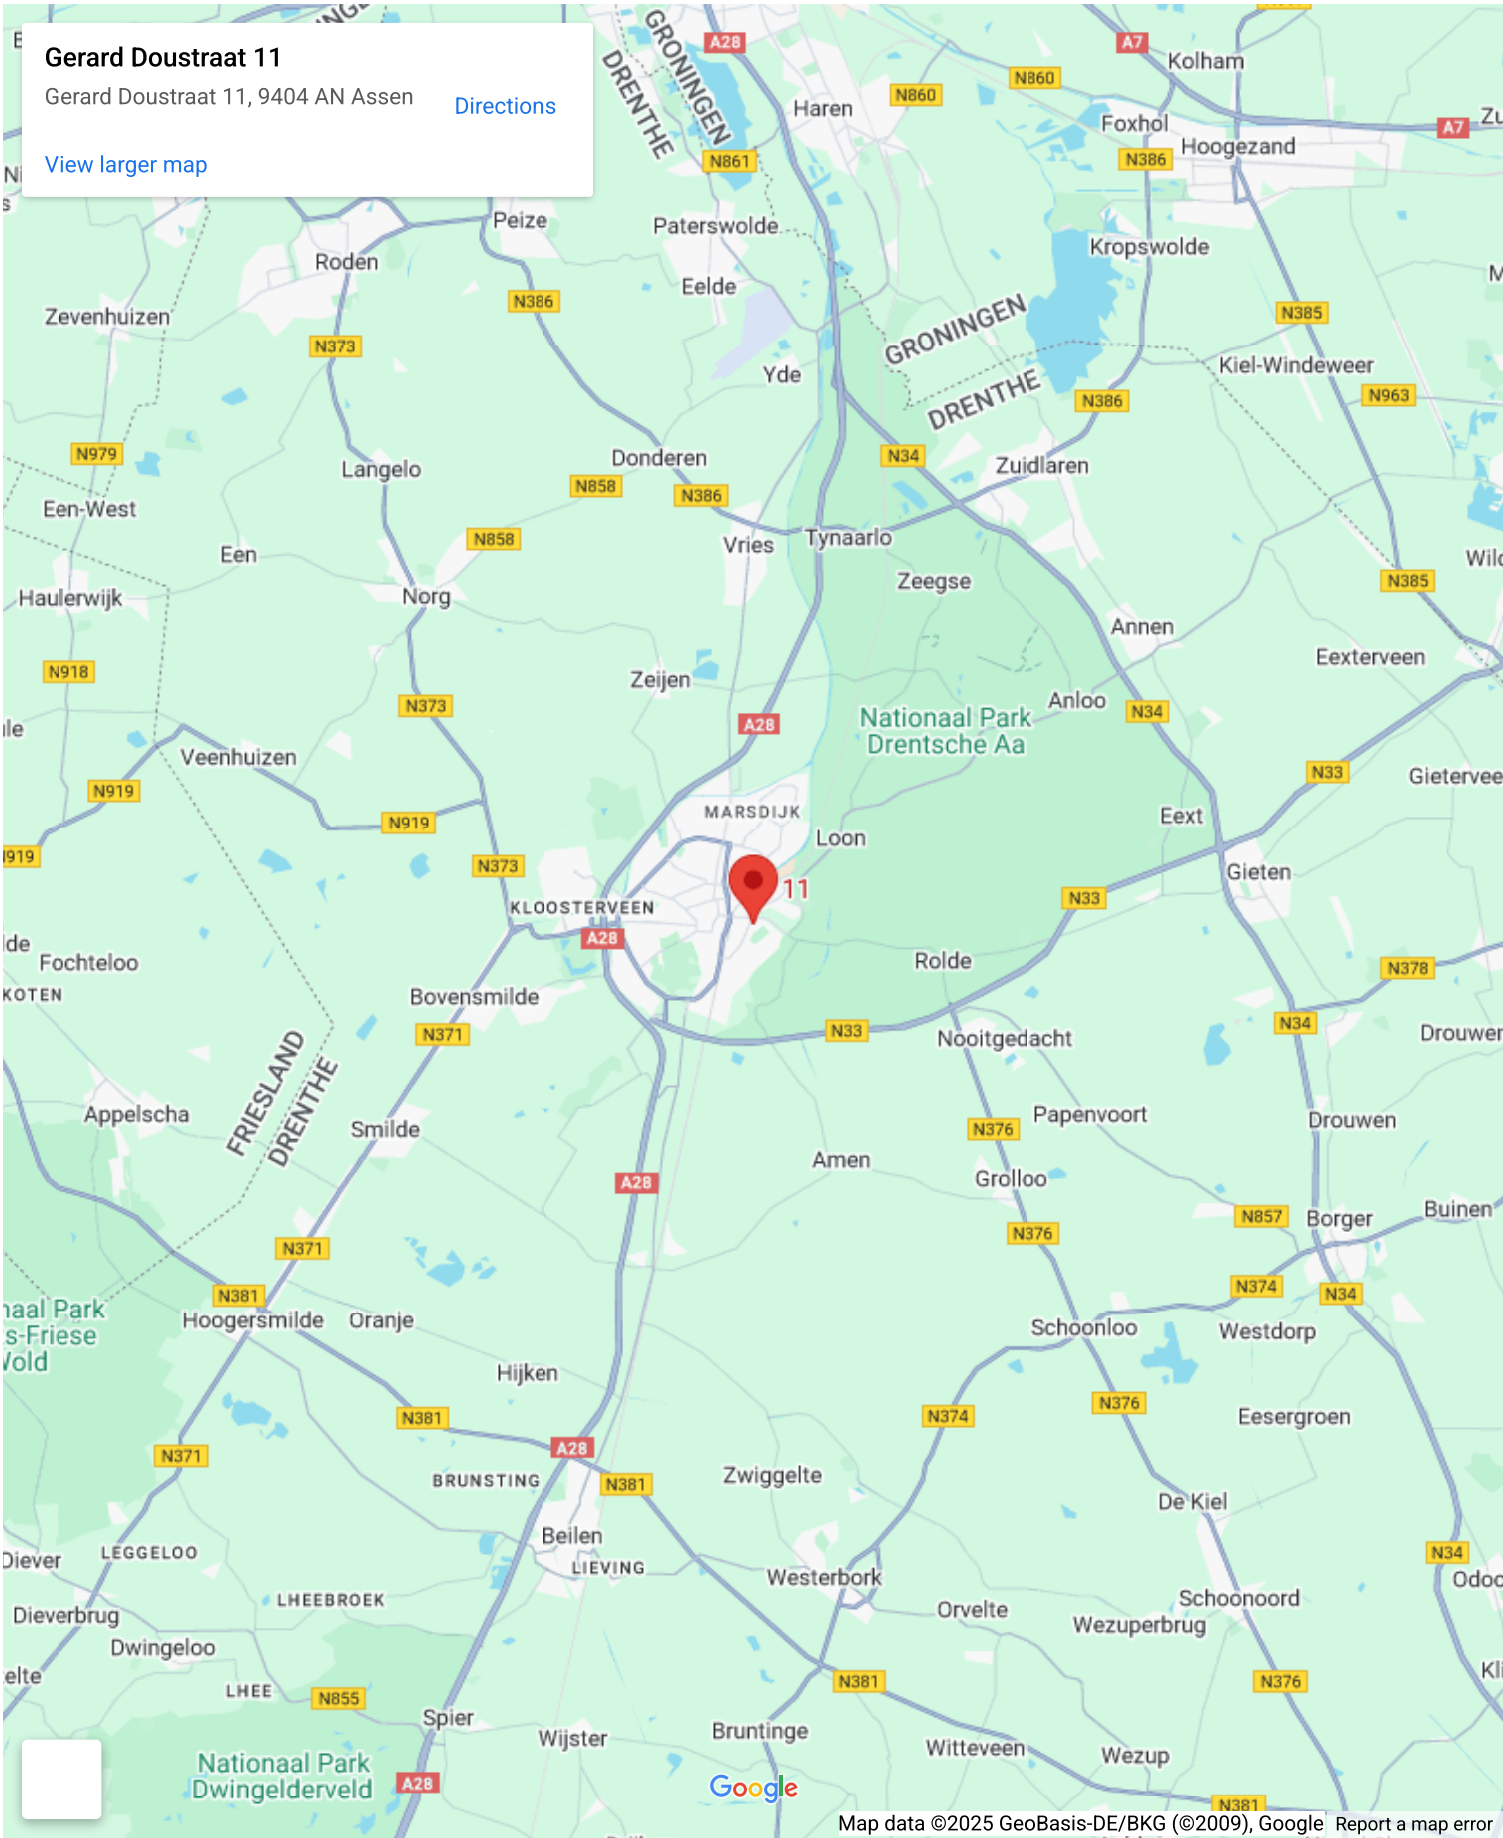 Gerard Doustraat 11
Gerard Doustraat 11, 9404 AN Assen
Directions
View larger map
GRONINGEN
DRENTHE
A28
A7
Kolham
N860
N860
Haren
Foxhol
A7
Hoogezand
N386
N861
Peize
Paterswolde
Kropswolde
Roden
Eelde
N386
N385
Zevenhuizen
GRONINGEN
N373
Yde
Kiel-Windeweer
DRENTHE
N386
N963
N979
Langelo
Donderen
N34
Zuidlaren
N858
N386
Een-West
N858
Vries
Tynaarlo
Een
Zeegse
N385
Haulerwijk
Norg
Annen
N918
Zeijen
Eexterveen
N373
Anloo
N34
Nationaal Park
Drentsche Aa
A28
Veenhuizen
N33
N919
MARSDIJK
Eext
N919
Loon
N919
N373
Gieten
11
N33
KLOOSTERVEEN
A28
Fochteloo
Rolde
N378
KOTEN
Bovensmilde
N371
N33
Nooitgedacht
N34
FRIESLAND
DRENTHE
Appelscha
Smilde
Papenvoort
Drouwen
N376
Amen
A28
Grolloo
N857
Borger
Buinen
N371
N376
N381
N374
N34
Hoogersmilde
Oranje
Schoonloo
Westdorp
Hijken
N381
N374
N376
Eesergroen
N371
A28
BRUNSTING
N381
Zwiggelte
De Kiel
Beilen
LEGGELOO
Diever
LIEVING
N34
Westerbork
LHEEBROEK
Schoonoord
Dieverbrug
Orvelte
Wezuperbrug
Dwingeloo
LHEE
N855
N381
N376
Spier
Wijster
Bruntinge
Witteveen
Wezup
Nationaal Park
Dwingelderveld
A28
Google
N381
Map data ©2025 GeoBasis-DE/BKG (©2009), Google
Report a map error